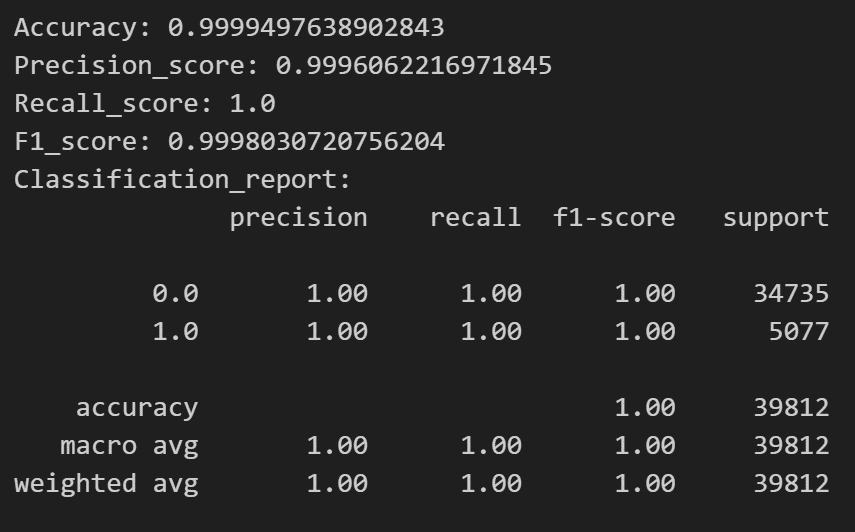 Accuracy: 0.9999497638902843
Precision_score: 0.9996062216971845
Recall_score: 1.0
F1_score: 0.9998030720756204
Classification_report:
              precision    recall  f1-score   support

         0.0       1.00      1.00      1.00     34735
         1.0       1.00      1.00      1.00      5077

    accuracy                           1.00     39812
   macro avg       1.00      1.00      1.00     39812
weighted avg       1.00      1.00      1.00     39812